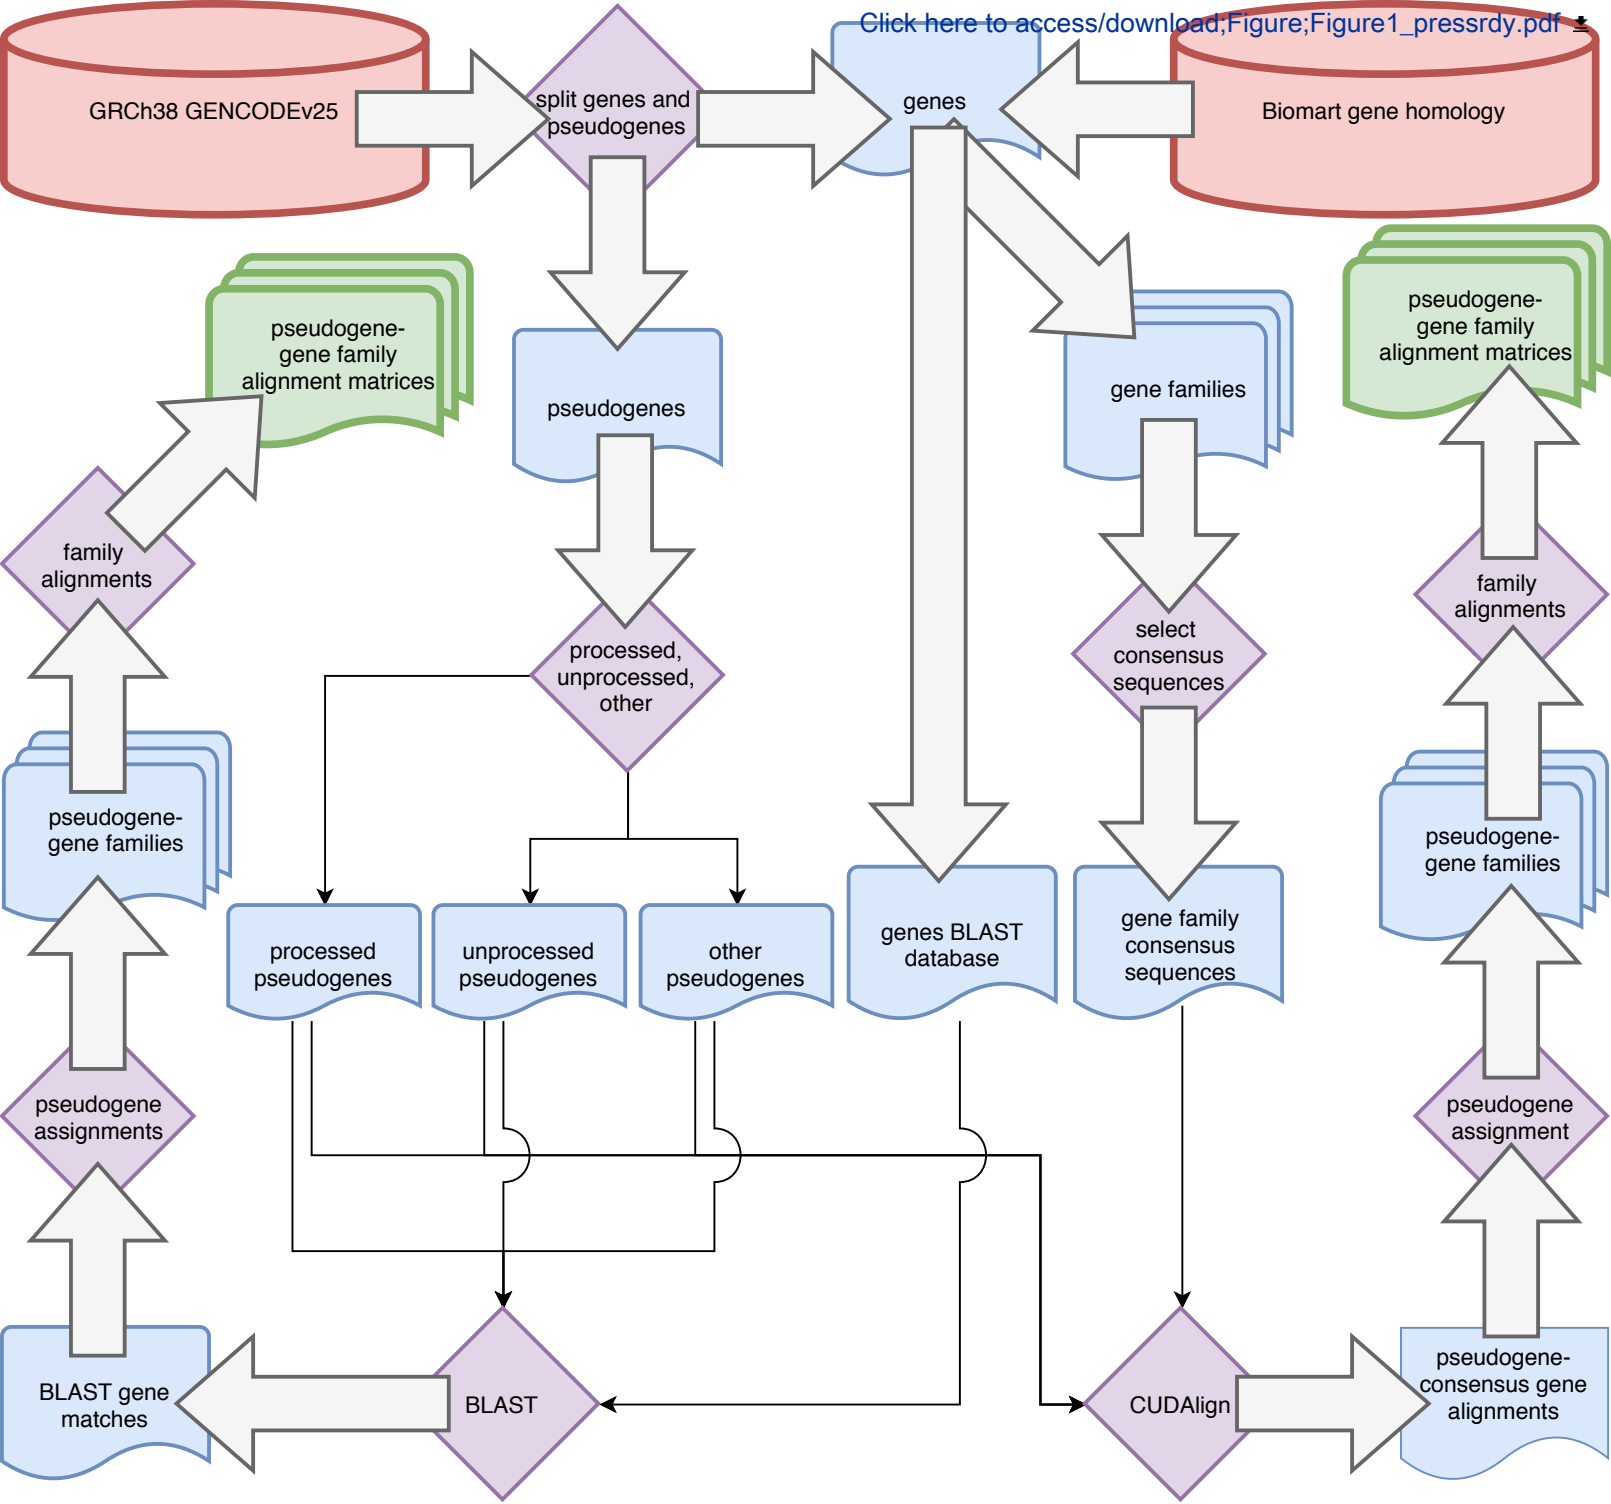 Click here to access/download;Figure;Figure1_pressrdy.pdf
GRCh38 GENCODEv25
split genes and
pseudogenes
genes
Biomart gene homology
pseudogene-
gene family
alignment matrices
pseudogenes
gene families
pseudogene-
gene family
alignment matrices
family
alignments
processed,
unprocessed,
other
select
consensus
sequences
family
alignments
pseudogene-
gene families
pseudogene-
gene families
processed
pseudogenes
unprocessed
pseudogenes
other
pseudogenes
genes BLAST
database
gene family
consensus
sequences
pseudogene
assignments
pseudogene
assignment
BLAST gene
matches
BLAST
CUDAlign
pseudogene-
consensus gene
alignments